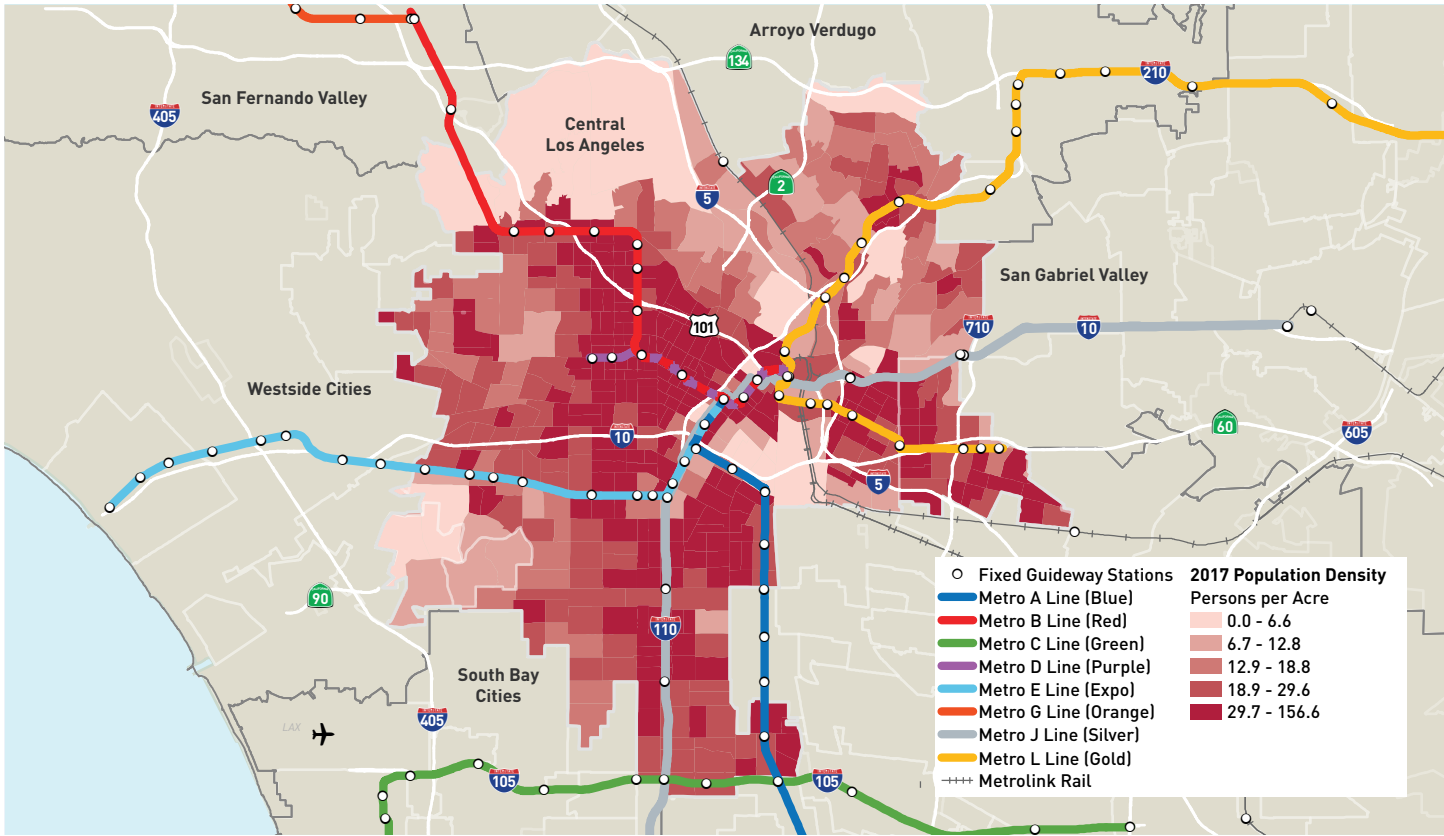 Arroyo Verdugo
134
210
San Fernando Valley
405
Central
Los Angeles
2
5
San Gabriel Valley
101
710
10
Westside Cities
10
60
605
5
90
110
South Bay
Cities
405
LAX
105
105
Fixed Guideway Stations
Metro A Line (Blue)
Metro B Line (Red)
Metro C Line (Green)
Metro D Line (Purple)
Metro E Line (Expo)
Metro G Line (Orange)
Metro J Line (Silver)
Metro L Line (Gold)
Metrolink Rail
2017 Population Density
Persons per Acre
0.0 - 6.6
6.7 - 12.8
12.9 - 18.8
18.9 - 29.6
29.7 - 156.6